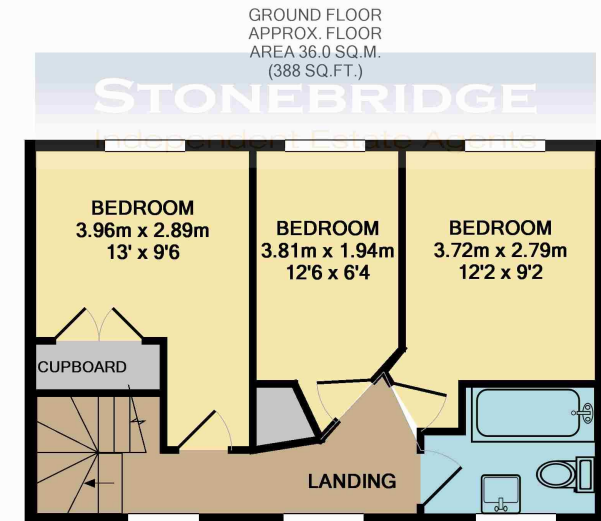 GROUND FLOOR
APPROX. FLOOR
AREA 36.0 SQ.M.
(388 SQ.FT.)
STONEBRIDGE
Independent Estate Agents
BEDROOM
3.96m x 2.89m
13' x 9'6
BEDROOM
3.81m x 1.94m
12'6 x 6'4
BEDROOM
3.72m x 2.79m
12'2 x 9'2
CUPBOARD
LANDING